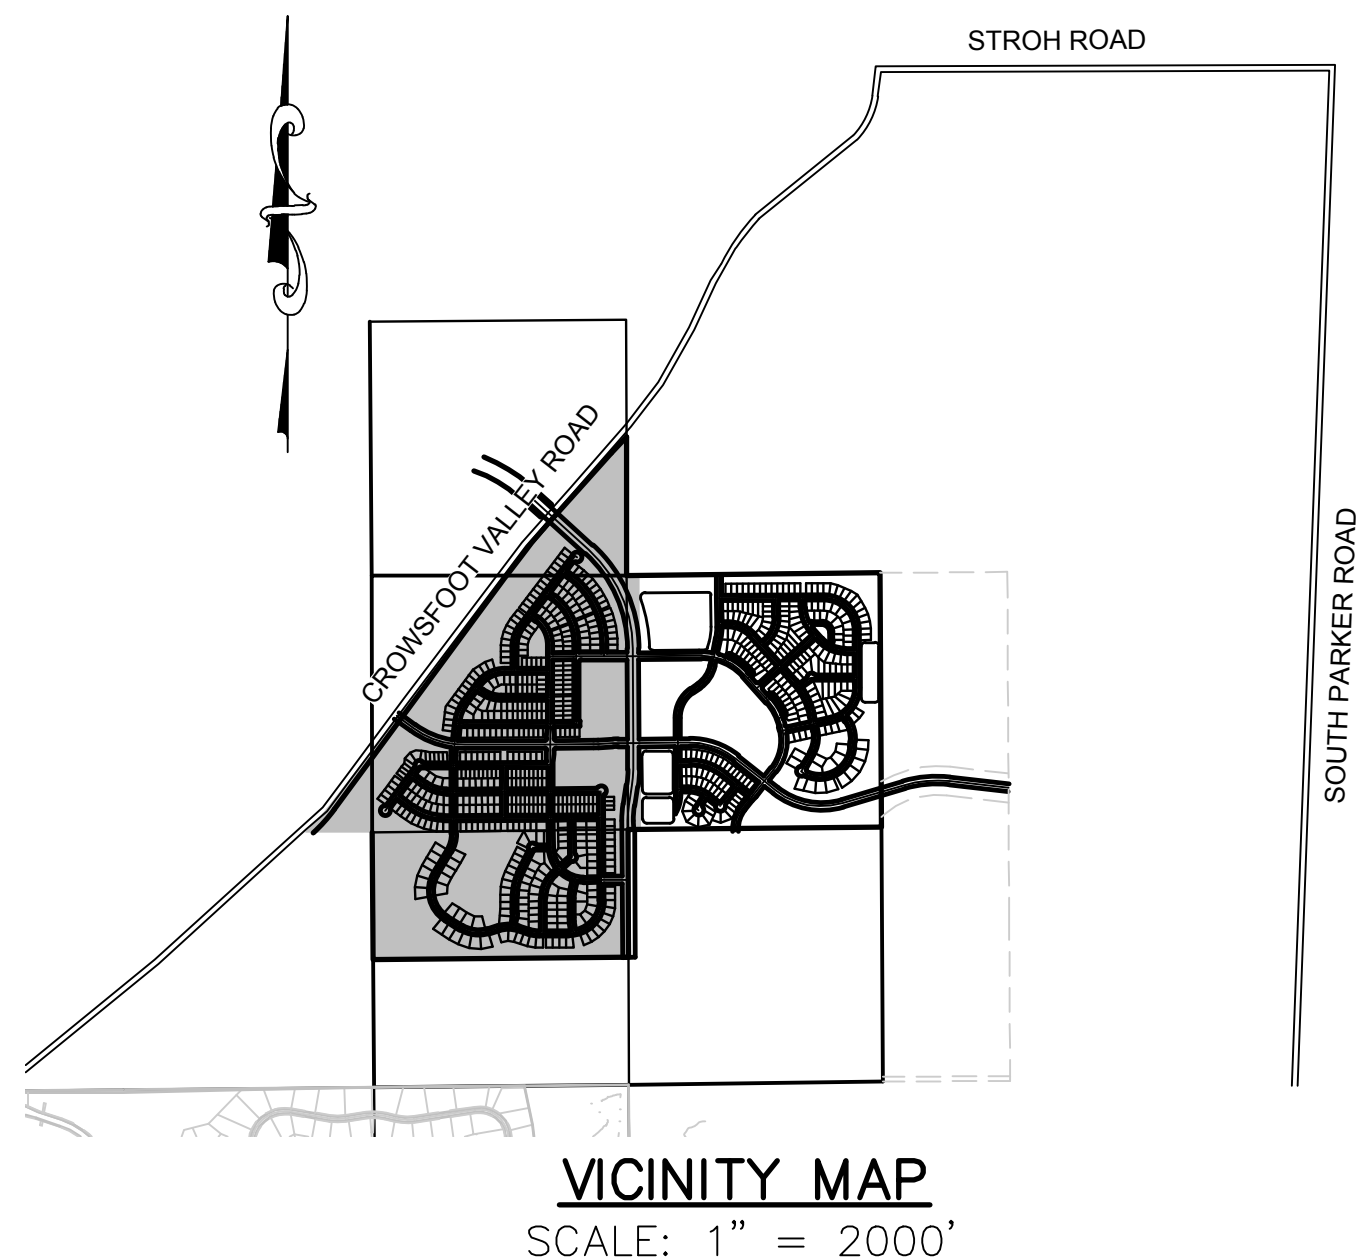 STROH ROAD
CROWSFOOT VALLEY ROAD
SOUTH PARKER ROAD
VICINITY MAP
SCALE: 1" = 2000'